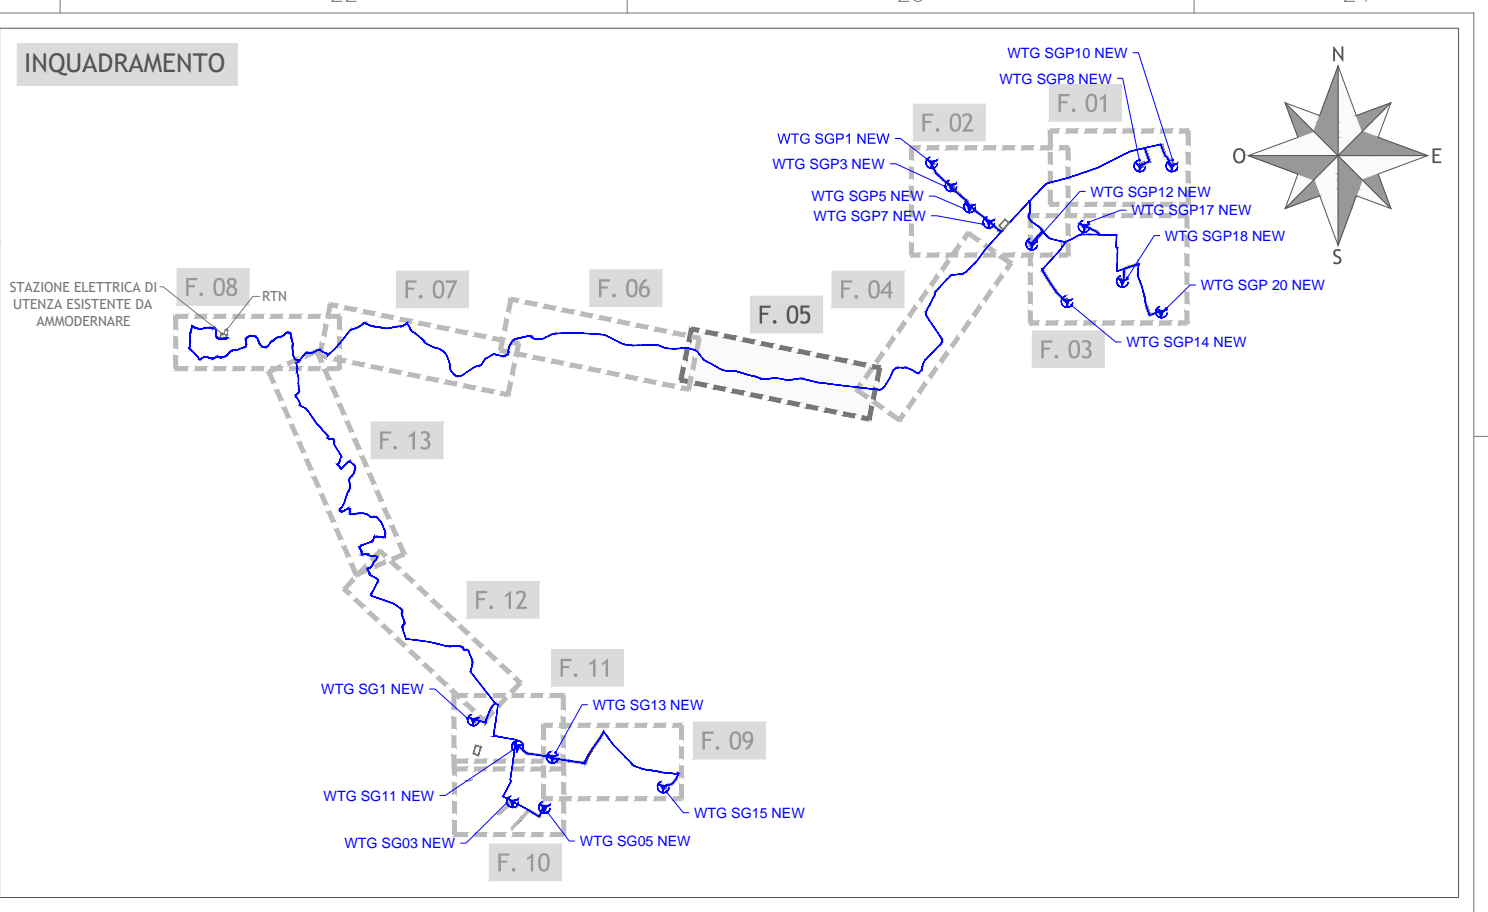 INQUADRAMENTO
WTG SGP10 NEW
WTG SGP8 NEW
F. 01
F. 02
WTG SGP1 NEW
WTG SGP3 NEW
WTG SGP5 NEW
WTG SGP7 NEW
WTG SGP12 NEW
WTG SGP17 NEW
WTG SGP18 NEW
WTG SGP 20 NEW
WTG SGP14 NEW
F. 03
N
O
E
S
F. 04
F. 05
F. 06
F. 07
F. 08
STAZIONE ELETTRICA DI
UTENZA ESISTENTE DA
AMMODERNARE
RTN
F. 13
F. 12
F. 11
WTG SG1 NEW
WTG SG13 NEW
F. 09
WTG SG11 NEW
WTG SG15 NEW
WTG SG03 NEW
WTG SG05 NEW
F. 10